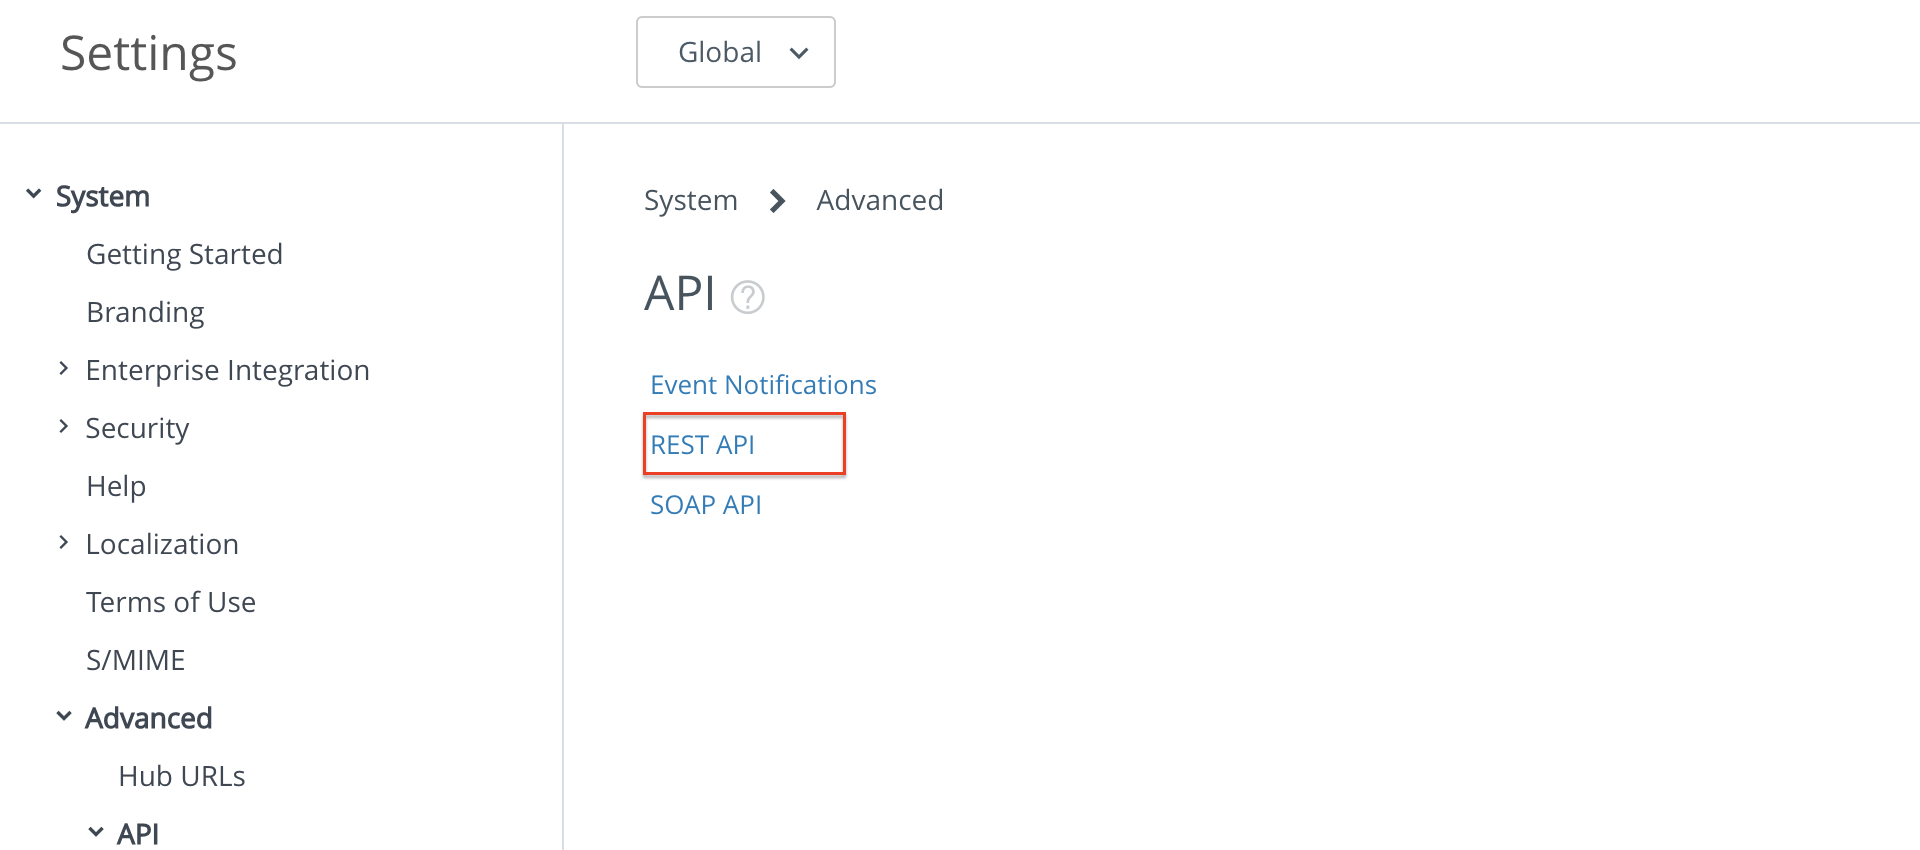 Settings
Global
System
Getting Started
Branding
Enterprise Integration
Security
Help
Localization
Terms of Use
S/MIME
Advanced
Hub URLs
API
System Advanced
API ?
Event Notifications
REST API
SOAP API